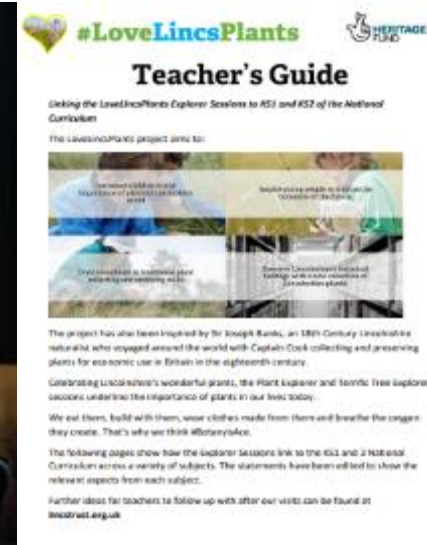 #LoveLincsPlants
HERITAGE
FUND
Teacher's Guide
Linking the LoveLincsPlants Explorer Sessions to KS1 and KS2 of the National
Curriculum
The LoveLincsPlants project aims to:
The project has also been inspired by Sir Joseph Banks, an 18th Century Lincolnshire
naturalist who voyaged around the world with Captain Cook collecting and preserving
plants for economic use in Britain in the eighteenth century.
Celebrating Lincolnshire's wonderful plants, the Plant Explorer and Terrific Tree Explorer
sessions underline the importance of plants in our lives today.
We eat them, build with them, wear clothes made from them and breathe the oxygen
they create. That's why we think #BotanyIsAce.
The following pages show how the Explorer Sessions link to the KS1 and 2 National
Curriculum across a variety of subjects. The statements have been edited to show the
relevant aspects from each subject.
Further ideas for teachers to follow up with after our visits can be found at
lincstrust.org.uk